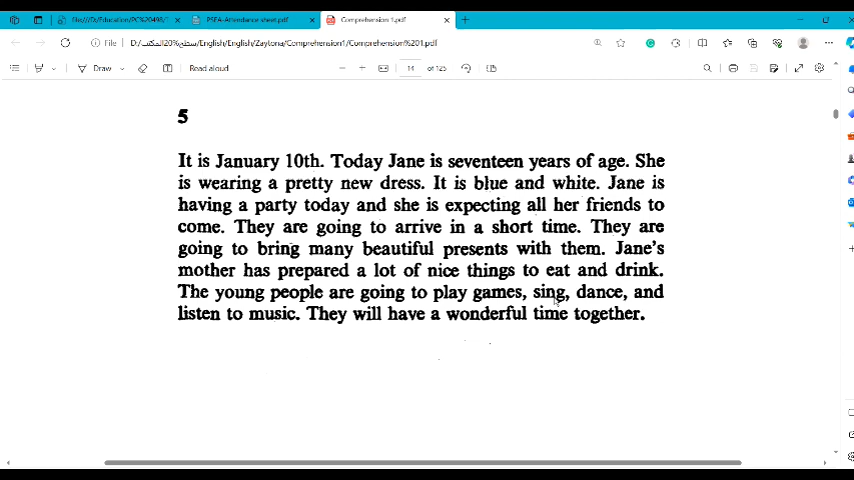 PSEA-Attendance sheet.pdf
Comprehension 1.pdf
File
Draw
Read aloud
14 of 125
5
It is January 10th. Today Jane is seventeen years of age. She
is wearing a pretty new dress. It is blue and white. Jane is
having a party today and she is expecting all her friends to
come. They are going to arrive in a short time. They are
going to bring many beautiful presents with them. Jane's
mother has prepared a lot of nice things to eat and drink.
The young people are going to play games, sing, dance, and
listen to music. They will have a wonderful time together.